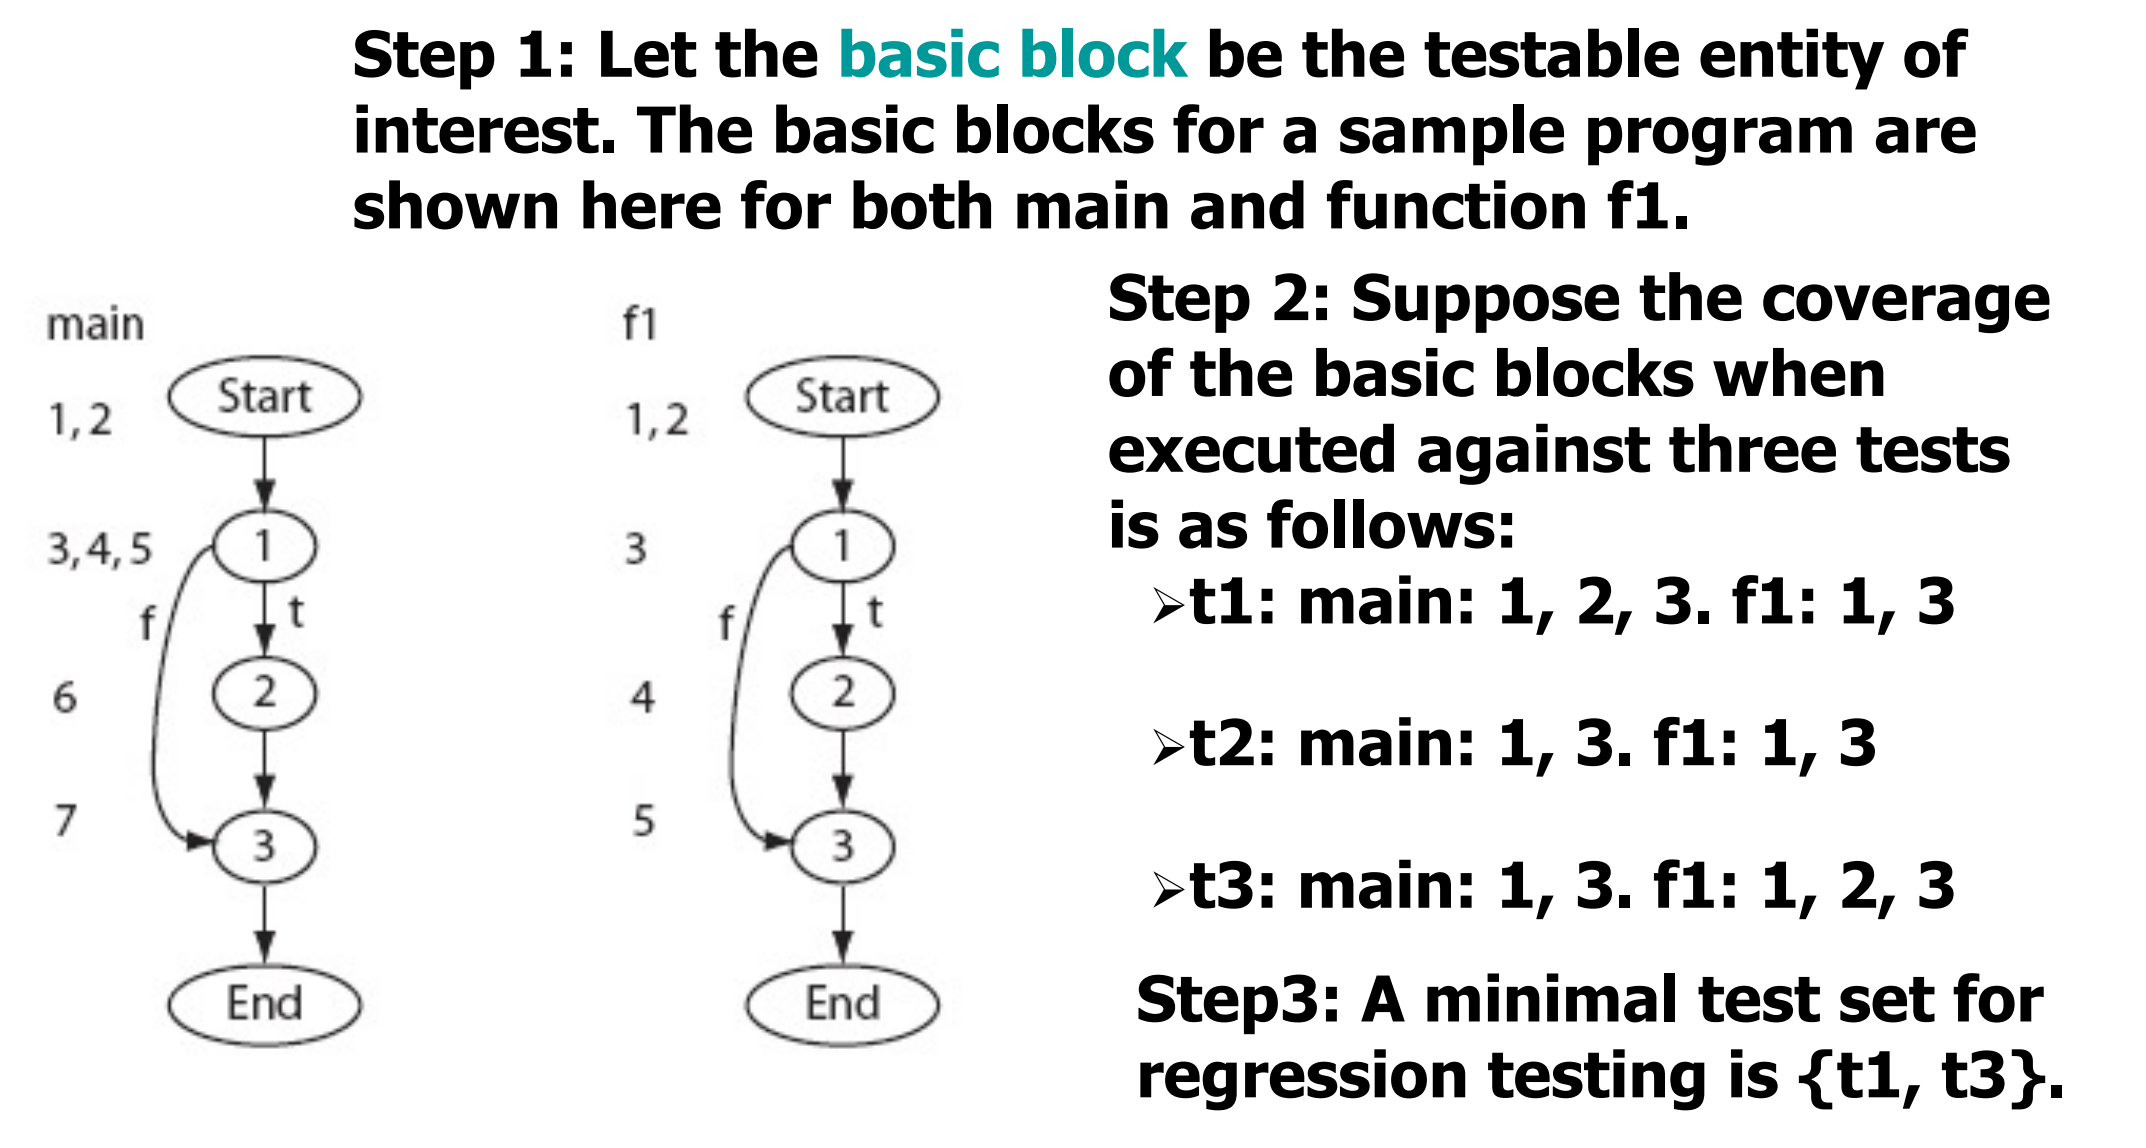 Step 1: Let the basic block be the testable entity of
interest. The basic blocks for a sample program are
shown here for both main and function f1.
main
Start
1, 2
3, 4, 5
1
f
t
6
2
7
3
End
f1
Start
1, 2
3
1
f
t
4
2
5
3
End
Step 2: Suppose the coverage
of the basic blocks when
executed against three tests
is as follows:
➢t1: main: 1, 2, 3. f1: 1, 3
➢t2: main: 1, 3. f1: 1, 3
➢t3: main: 1, 3. f1: 1, 2, 3
Step3: A minimal test set for
regression testing is {t1, t3}.